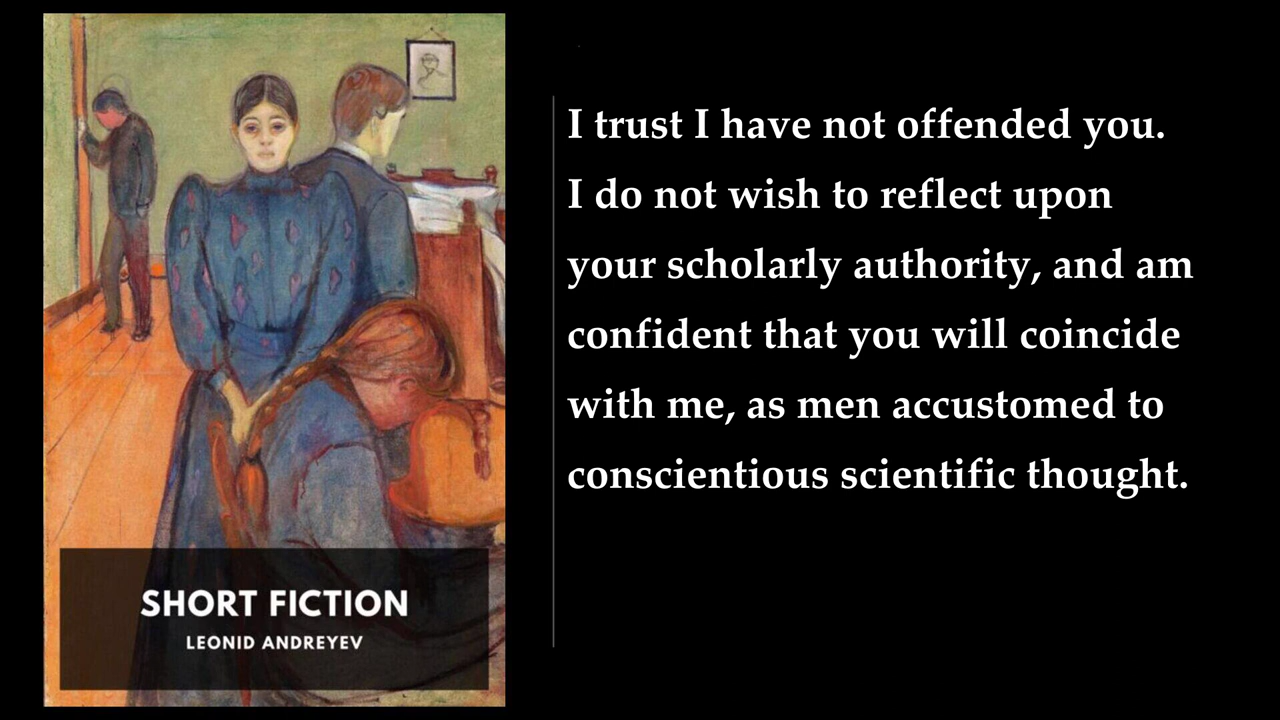 SHORT FICTION
LEONID ANDREYEV
I trust I have not offended you.
I do not wish to reflect upon
your scholarly authority, and am
confident that you will coincide
with me, as men accustomed to
conscientious scientific thought.